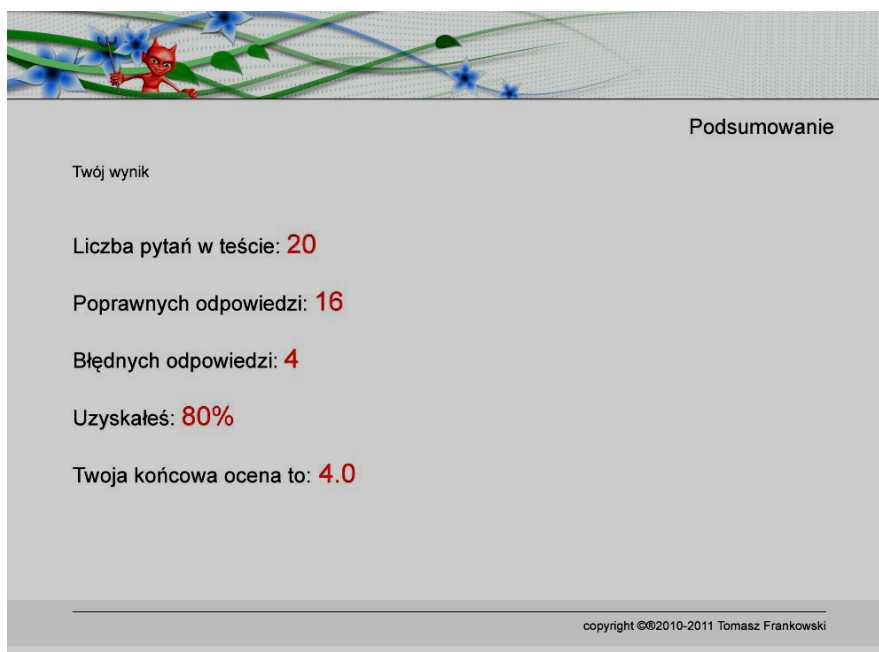 Podsumowanie
Twój wynik
Liczba pytań w teście: 20
Poprawnych odpowiedzi: 16
Błędnych odpowiedzi: 4
Uzyskałeś: 80%
Twoja końcowa ocena to: 4.0
copyright ©®2010-2011 Tomasz Frankowski